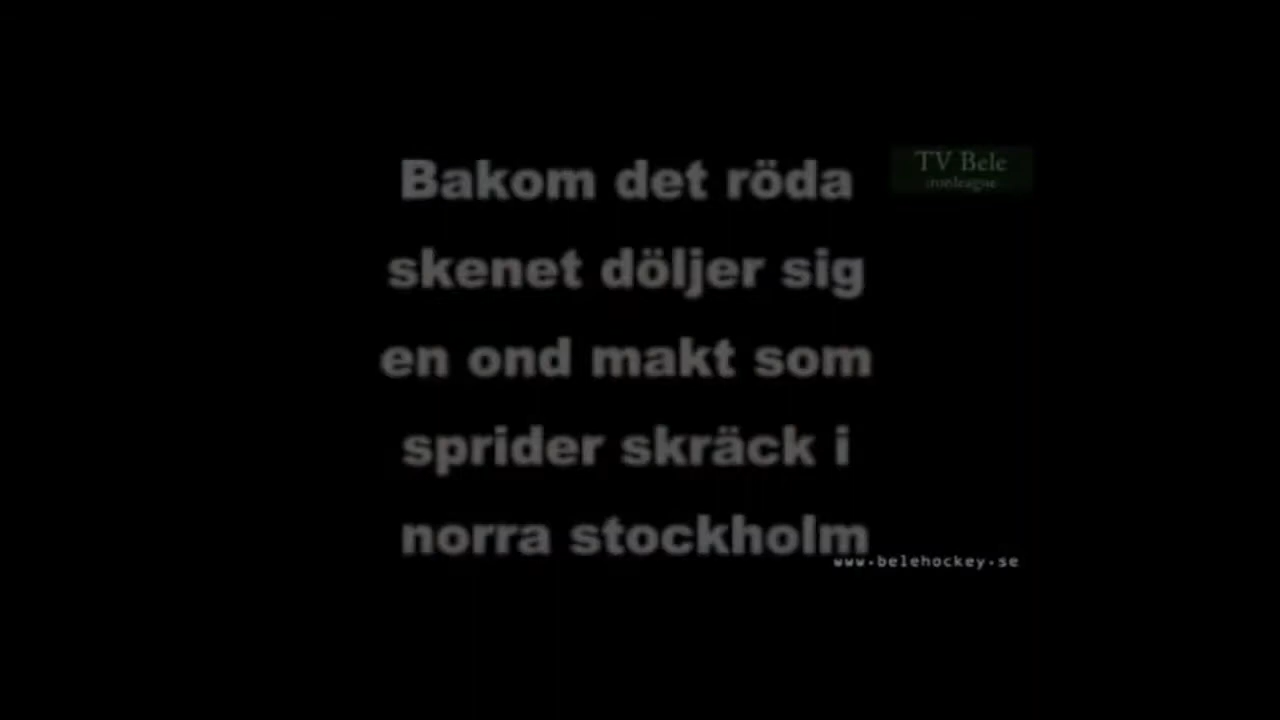 Bakom det röda
TV Bele
ironleague
skenet döljer sig
en ond makt som
sprider skräck i
norra stockholm
www.belehockey.se